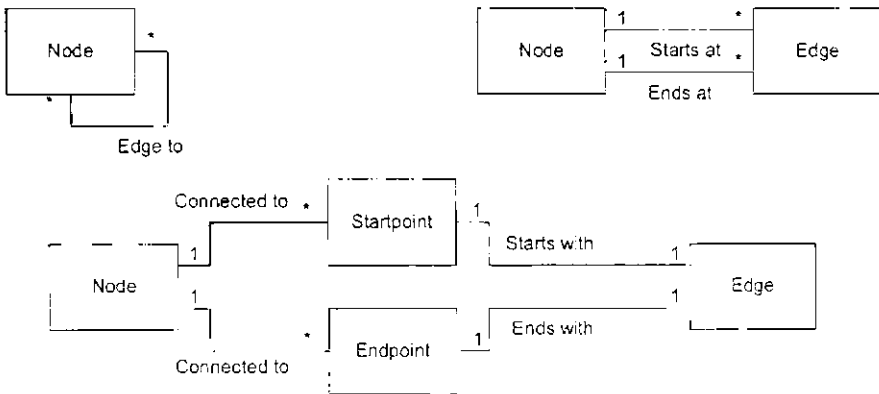 *
1
*
Node
Node
Starts at
Edge
*
1
*
Ends at
Edge to
Connected to
*
Startpoint
1
1
Starts with
1
Node
Edge
1
1
*
Endpoint
1
Ends with
Connected to